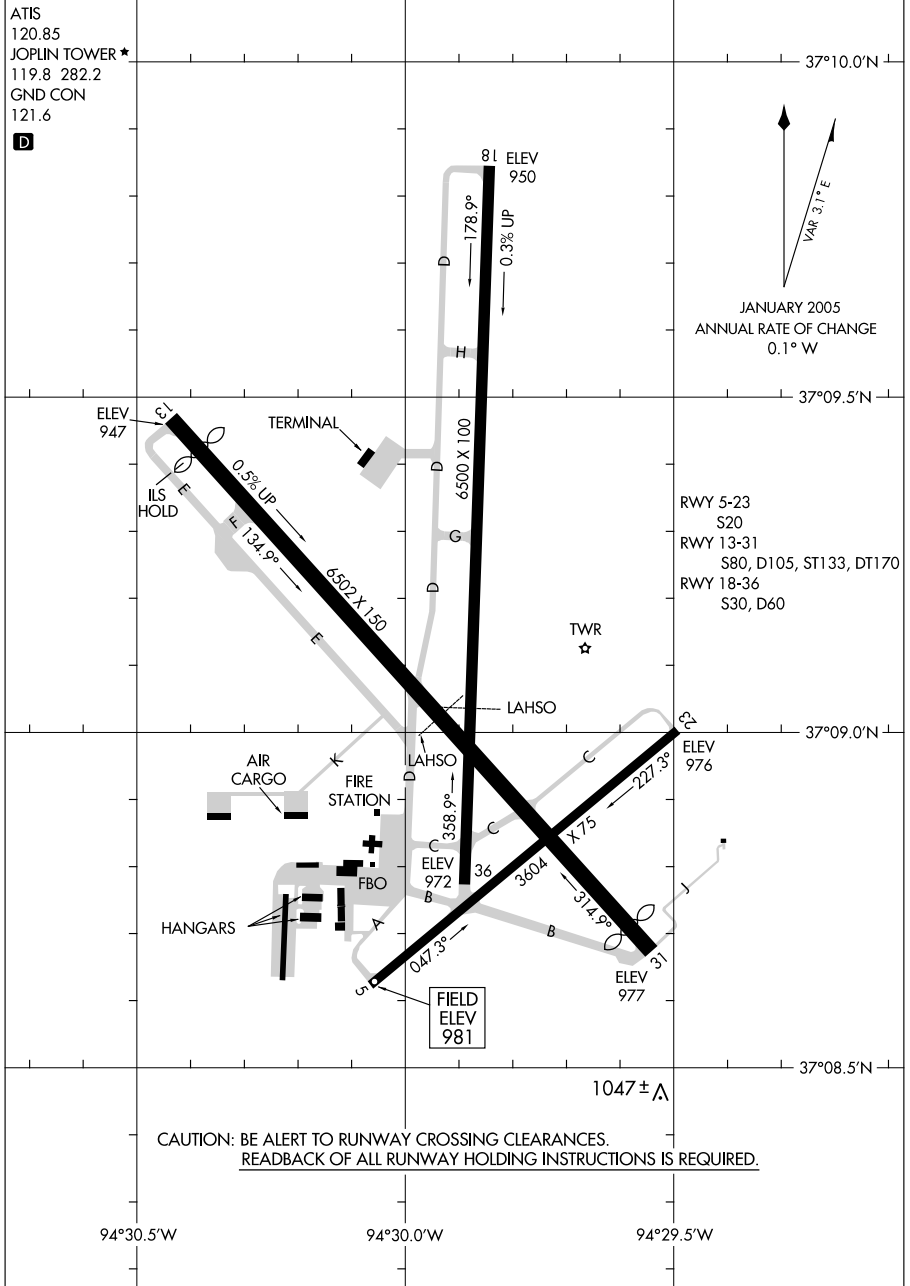 ATIS
120.85
JOPLIN TOWER ★
119.8 282.2
GND CON
121.6
D
37°10.0'N
18
ELEV
950
178.9°
0.3% UP
D
VAR 3.1° E
JANUARY 2005
ANNUAL RATE OF CHANGE
0.1° W
H
37°09.5'N
ELEV
947
13
TERMINAL
6500 X 100
0.5% UP
D
ILS
HOLD
E
F
134.9°
G
RWY 5-23
S20
RWY 13-31
S80, D105, ST133, DT170
RWY 18-36
S30, D60
6502 X 150
D
E
TWR
LAHSO
23
37°09.0'N
ELEV
976
LAHSO
K
D
C
227.3°
AIR
CARGO
FIRE
STATION
358.9°
C
C
X 75
3604
ELEV
972
36
FBO
B
J
314.9°
HANGARS
A
B
047.3°
31
ELEV
977
5
FIELD
ELEV
981
37°08.5'N
1047±
CAUTION: BE ALERT TO RUNWAY CROSSING CLEARANCES.
READBACK OF ALL RUNWAY HOLDING INSTRUCTIONS IS REQUIRED.
94°30.5'W
94°30.0'W
94°29.5'W